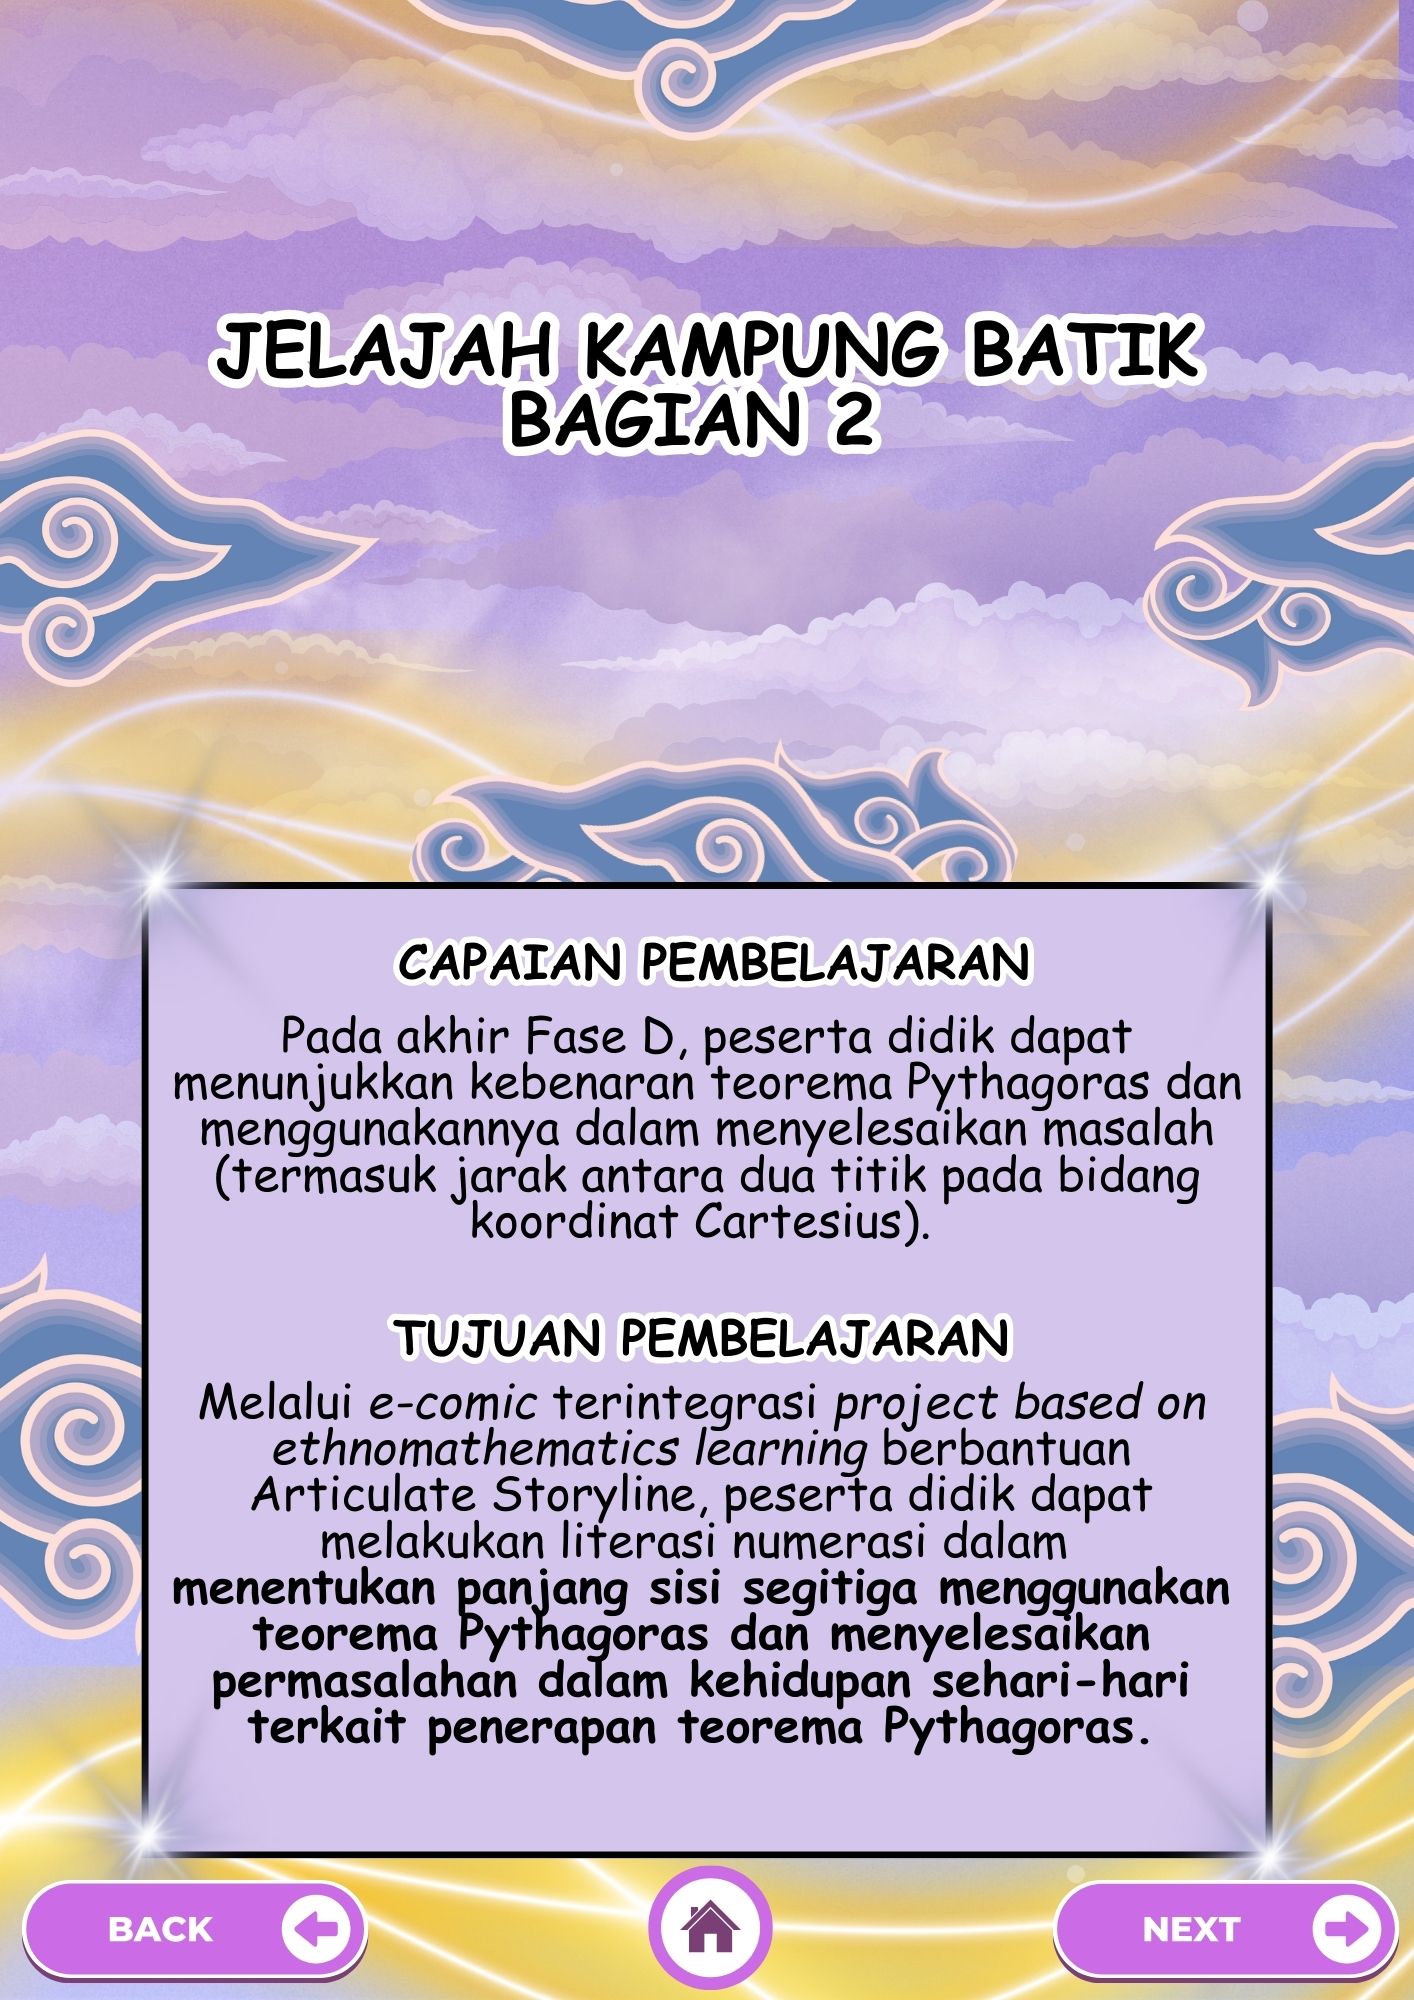 JELAJAH KAMPUNG BATIK
BAGIAN 2
CAPAIAN PEMBELAJARAN
Pada akhir Fase D, peserta didik dapat
menunjukkan kebenaran teorema Pythagoras dan
menggunakannya dalam menyelesaikan masalah
(termasuk jarak antara dua titik pada bidang
koordinat Cartesius).
TUJUAN PEMBELAJARAN
Melalui e-comic terintegrasi project based on
ethnomathematics learning berbantuan
Articulate Storyline, peserta didik dapat
melakukan literasi numerasi dalam
menentukan panjang sisi segitiga menggunakan
teorema Pythagoras dan menyelesaikan
permasalahan dalam kehidupan sehari-hari
terkait penerapan teorema Pythagoras.
BACK
NEXT